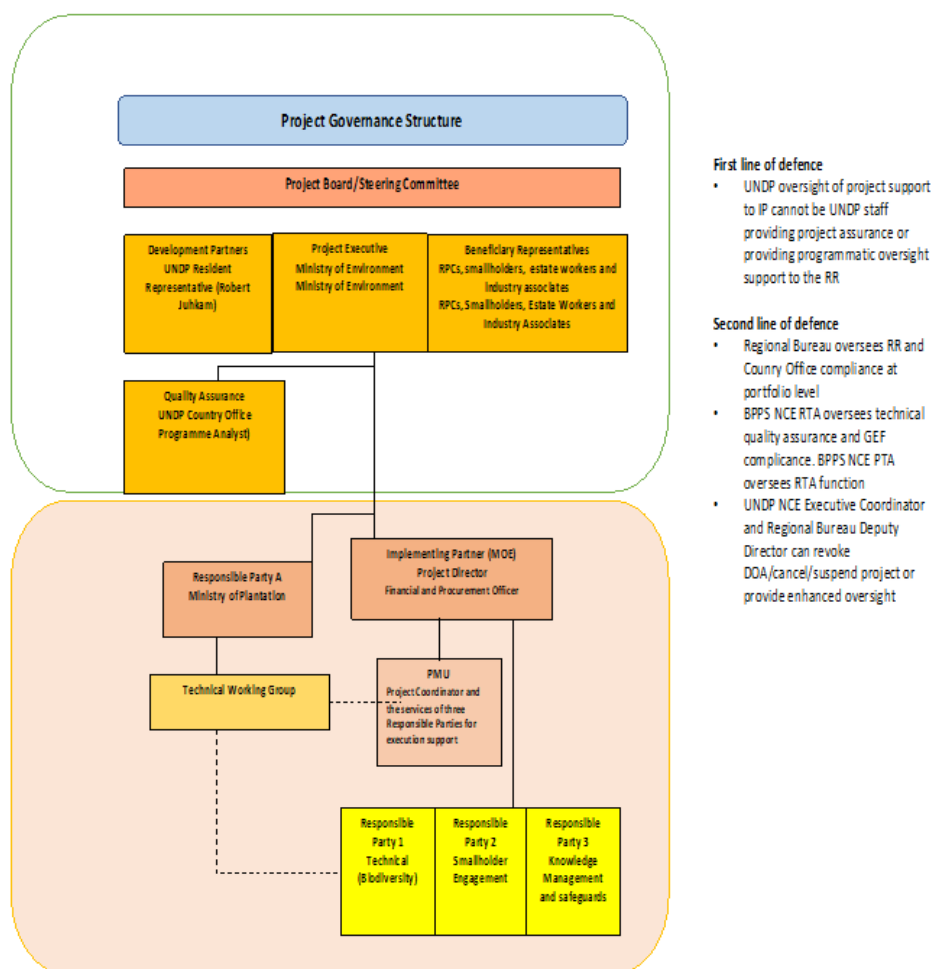 Project Governance Structure
Project Board/Steering Committee
Development Partners
UNDP Resident
Representative (Robert
Juhkam)
Project Executive
Ministry of Environment
Ministry of Environment
Beneficiary Representatives
RPCs, smallholders, estate workers and
industry associates
RPCs, Smallholders, Estate Workers and
Industry Associates
Quality Assurance
UNDP Country Office
Programme Analyst)
Responsible Party A
Ministry of Plantation
Implementing Partner (MOE)
Project Director
Financial and Procurement Officer
Technical Working Group
PMU
Project Coordinator and
the services of three
Responsible Parties for
execution support
Responsible
Party 1
Technical
(Biodiversity)
Responsible
Party 2
Smallholder
Engagement
Responsible
Party 3
Knowledge
Management
and safeguards
First line of defence
• UNDP oversight of project support
to IP cannot be UNDP staff
providing project assurance or
providing programmatic oversight
support to the RR
Second line of defence
• Regional Bureau oversees RR and
Counry Office compliance at
portfolio level
• BPPS NCE RTA oversees technical
quality assurance and GEF
complicance. BPPS NCE PTA
oversees RTA function
• UNDP NCE Executive Coordinator
and Regional Bureau Deputy
Director can revoke
DOA/cancel/suspend project or
provide enhanced oversight